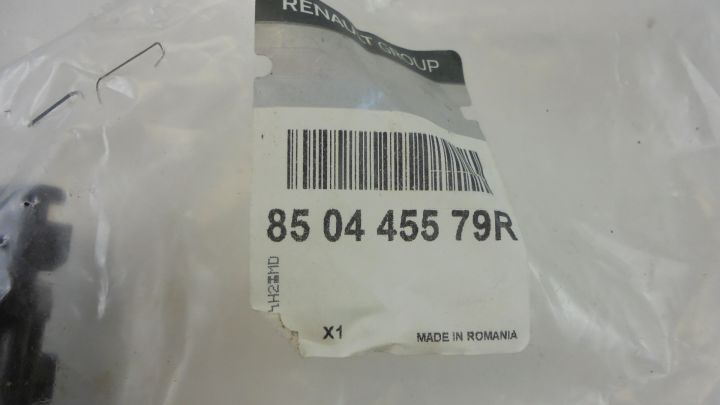 RENAULT GROUP
85 04 455 79R
X1
MADE IN ROMANIA